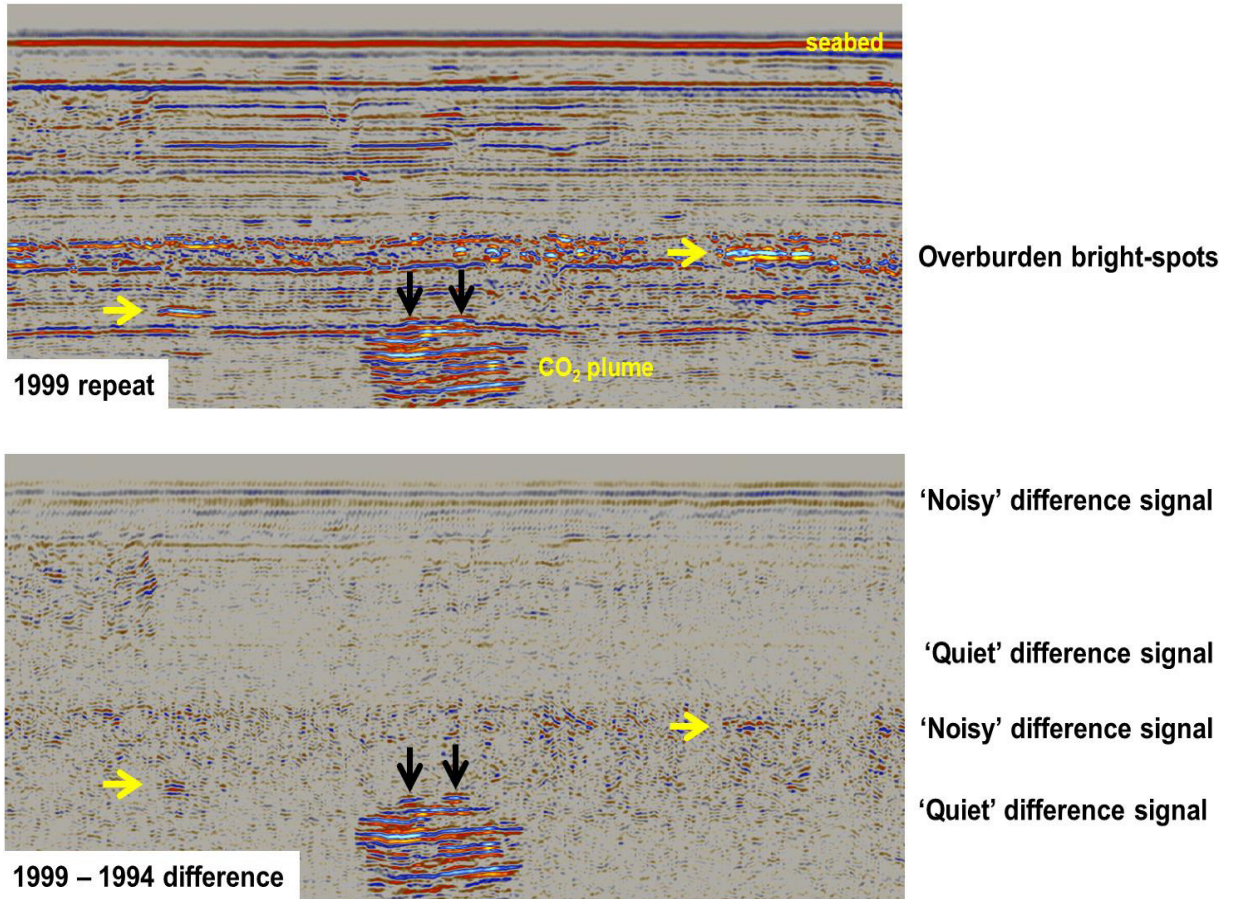 seabed
Overburden bright-spots
CO₂ plume
1999 repeat
‘Noisy’ difference signal
‘Quiet’ difference signal
‘Noisy’ difference signal
‘Quiet’ difference signal
1999 – 1994 difference